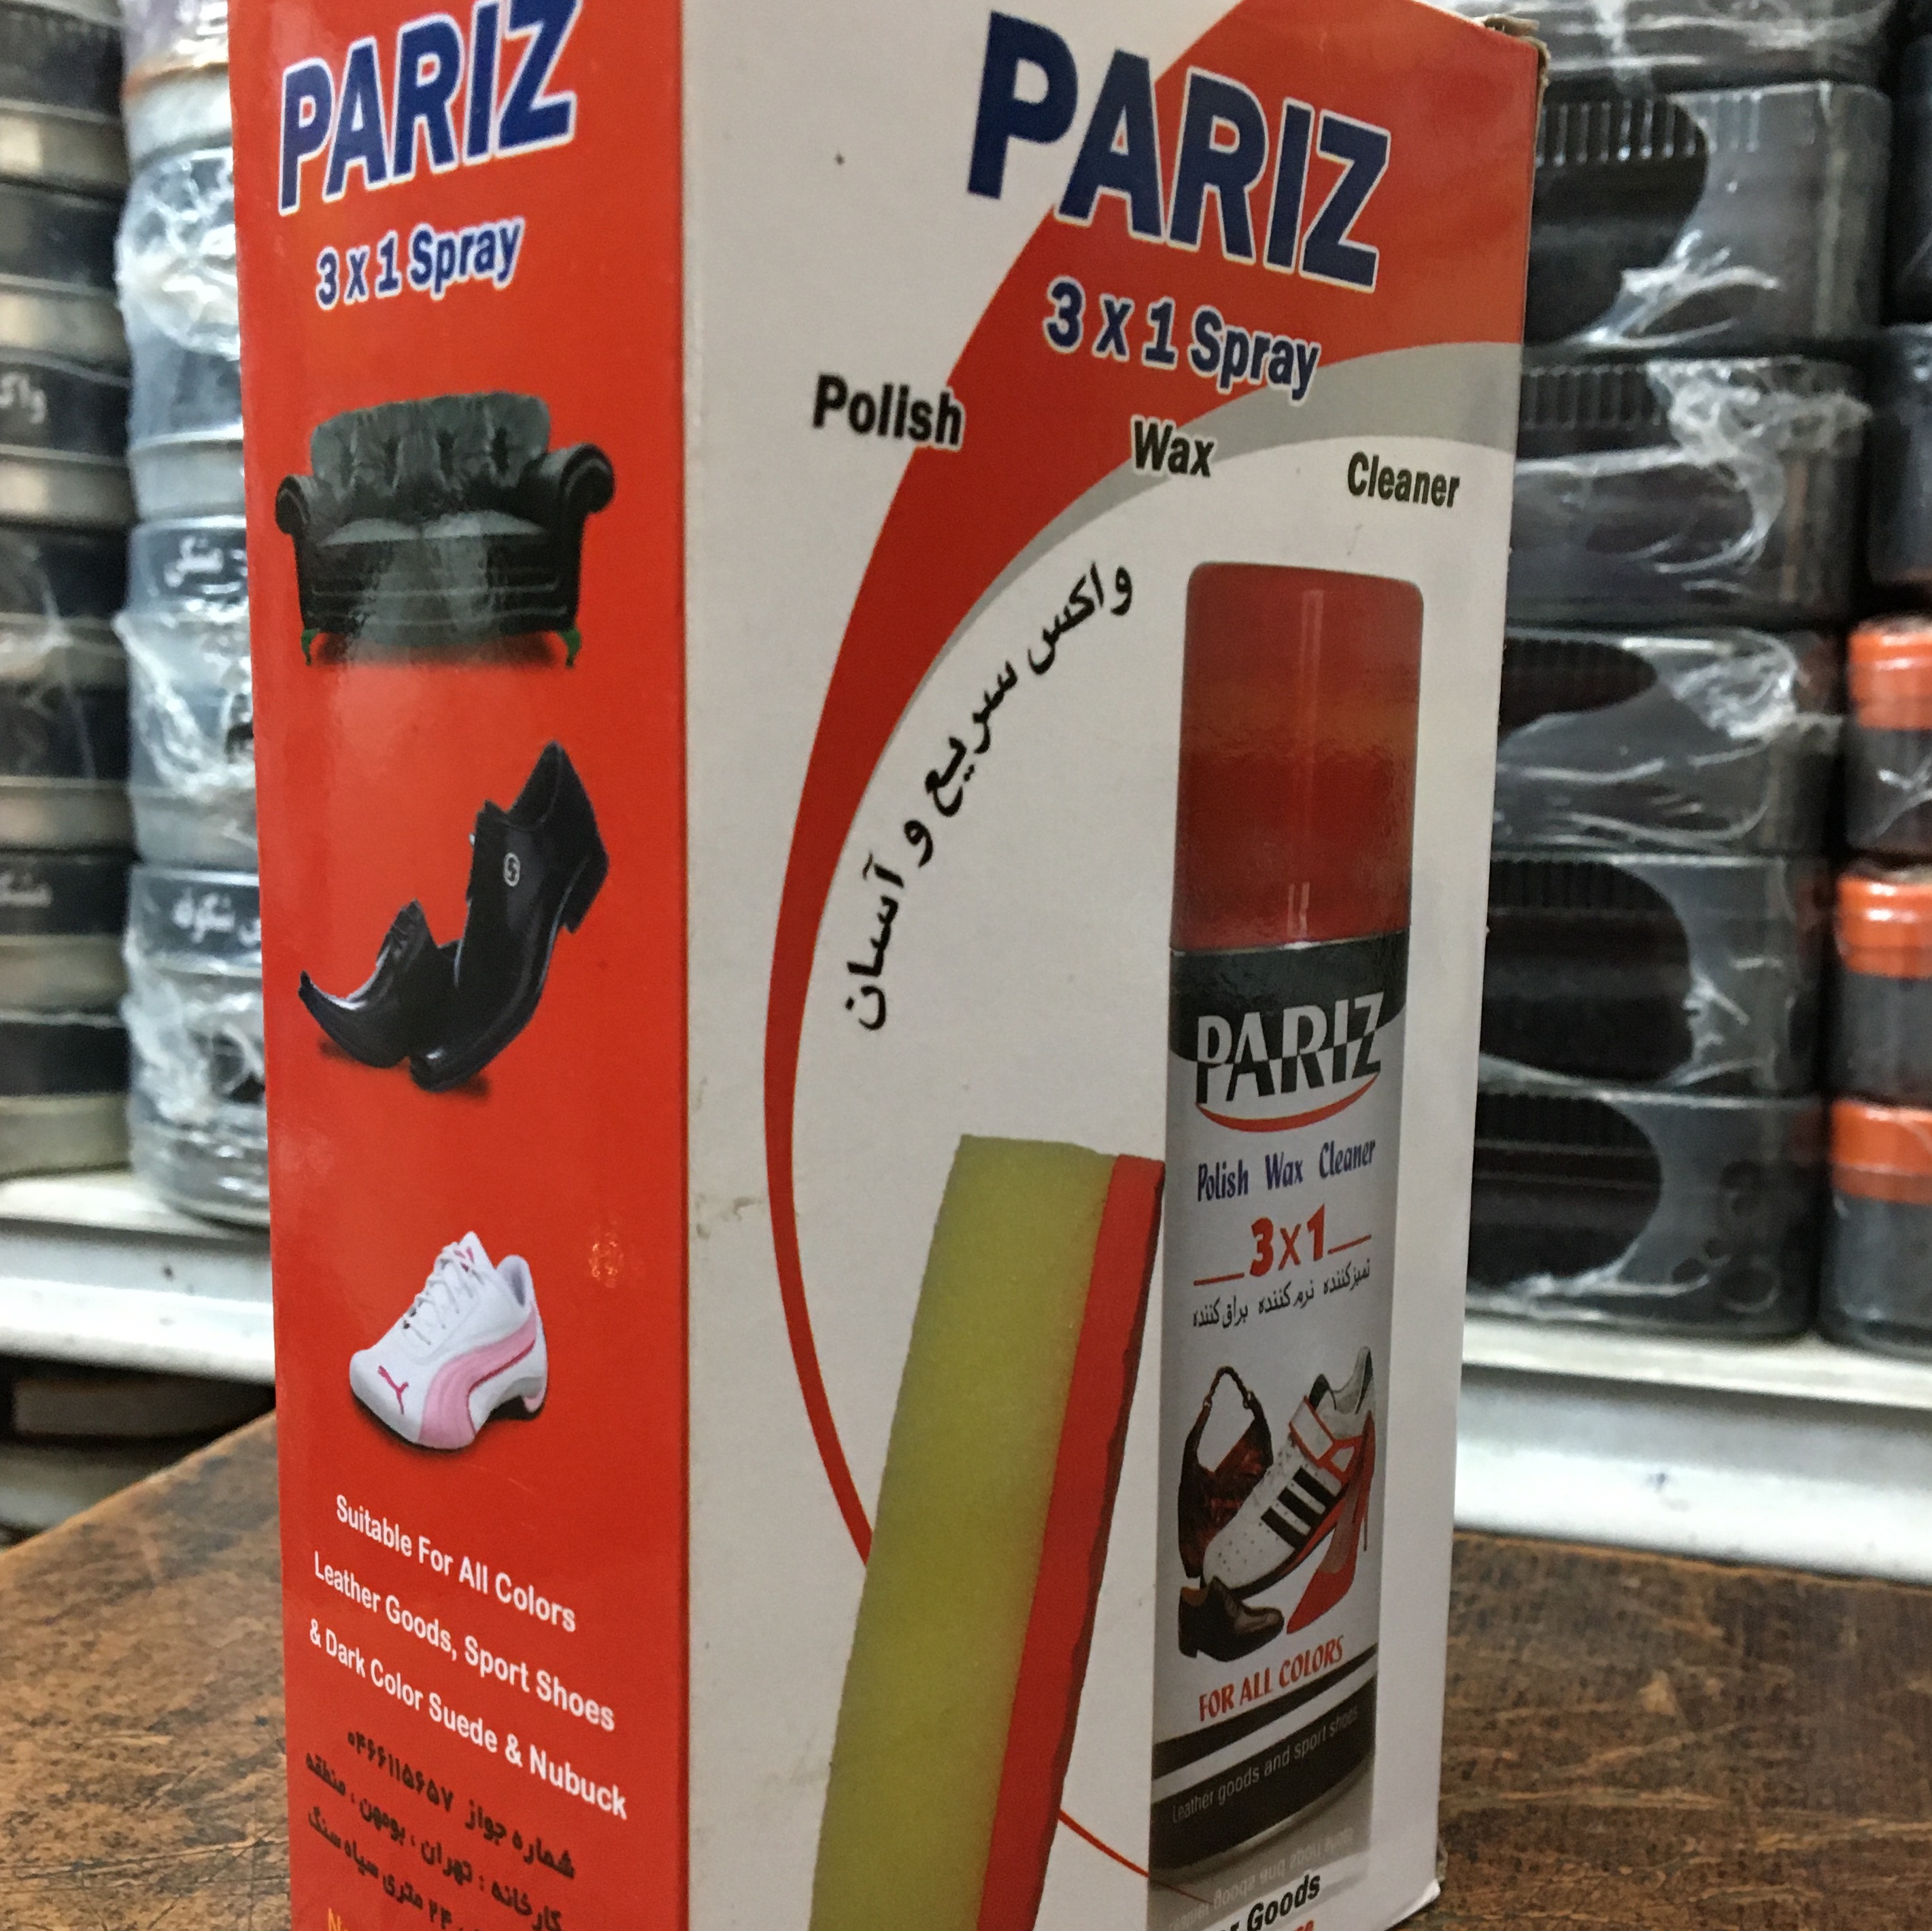 PARIZ
3 x 1 Spray
Suitable For All Colors
Leather Goods, Sport Shoes
& Dark Color Suede & Nubuck
شماره جواز ۰۴۶۶۱۱۵۶۵۷
کارخانه : تهران ، بومهن ، منطقه
۲۴ متری سیاه سنگ
PARIZ
3 x 1 Spray
Polish
Wax
Cleaner
واکس سریع و آسان
PARIZ
Polish Wax Cleaner
3x1
تمیزکننده نرم کننده براق کننده
FOR ALL COLORS
Leather goods and sport shoes
Goods